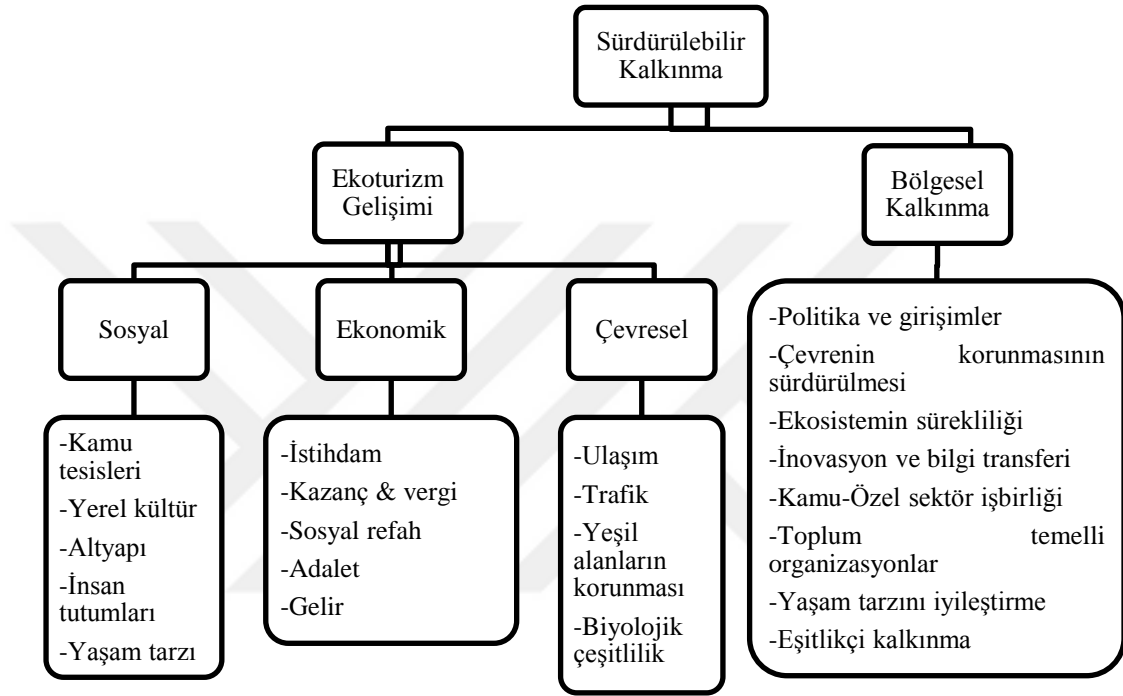 Sürdürülebilir
Kalkınma
Ekoturizm
Gelişimi
Bölgesel
Kalkınma
Sosyal
Ekonomik
Çevresel
-Kamu
tesisleri
-Yerel kültür
-Altyapı
-İnsan
tutumları
-Yaşam tarzı
-İstihdam
-Kazanç & vergi
-Sosyal refah
-Adalet
-Gelir
-Ulaşım
-Trafik
-Yeşil
alanların
korunması
-Biyolojik
çeşitlilik
-Politika ve girişimler
-Çevrenin korunmasının
sürdürülmesi
-Ekosistemin sürekliliği
-İnovasyon ve bilgi transferi
-Kamu-Özel sektör işbirliği
-Toplum temelli
organizasyonlar
-Yaşam tarzını iyileştirme
-Eşitlikçi kalkınma